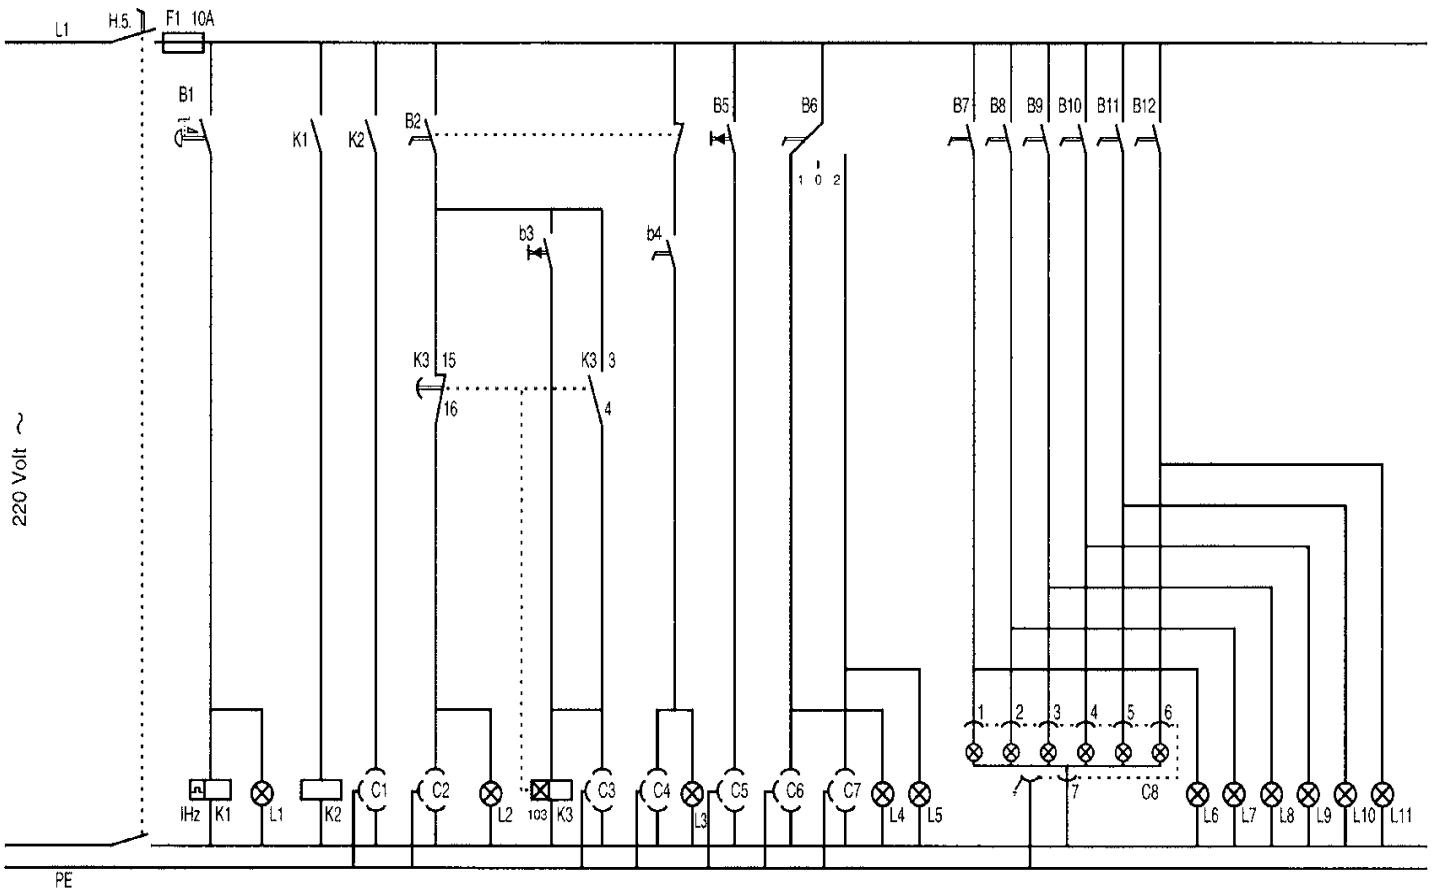 L1 H.5. F1 10A
B1
K1 K2 B2 B5 B6 B7 B8 B9 B10 B11 B12
1 0 2
b3 b4
K3 15 K3 3
16 4
220 Volt ~
1 2 3 4 5 6
C1 C2 C3 C4 C5 C6 C7 7 C8
1Hz K1 L1 K2 L2 103 K3 L3 L4 L5 L6 L7 L8 L9 L10 L11
PE